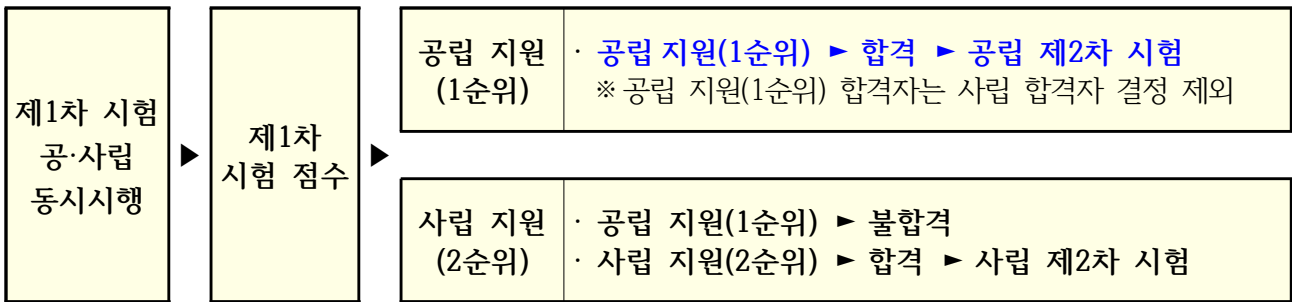 제1차 시험
공·사립
동시시행
▶
제1차
시험 점수
▶
공립 지원
(1순위)
· 공립 지원(1순위) ► 합격 ► 공립 제2차 시험
※ 공립 지원(1순위) 합격자는 사립 합격자 결정 제외
사립 지원
(2순위)
· 공립 지원(1순위) ► 불합격
· 사립 지원(2순위) ► 합격 ► 사립 제2차 시험